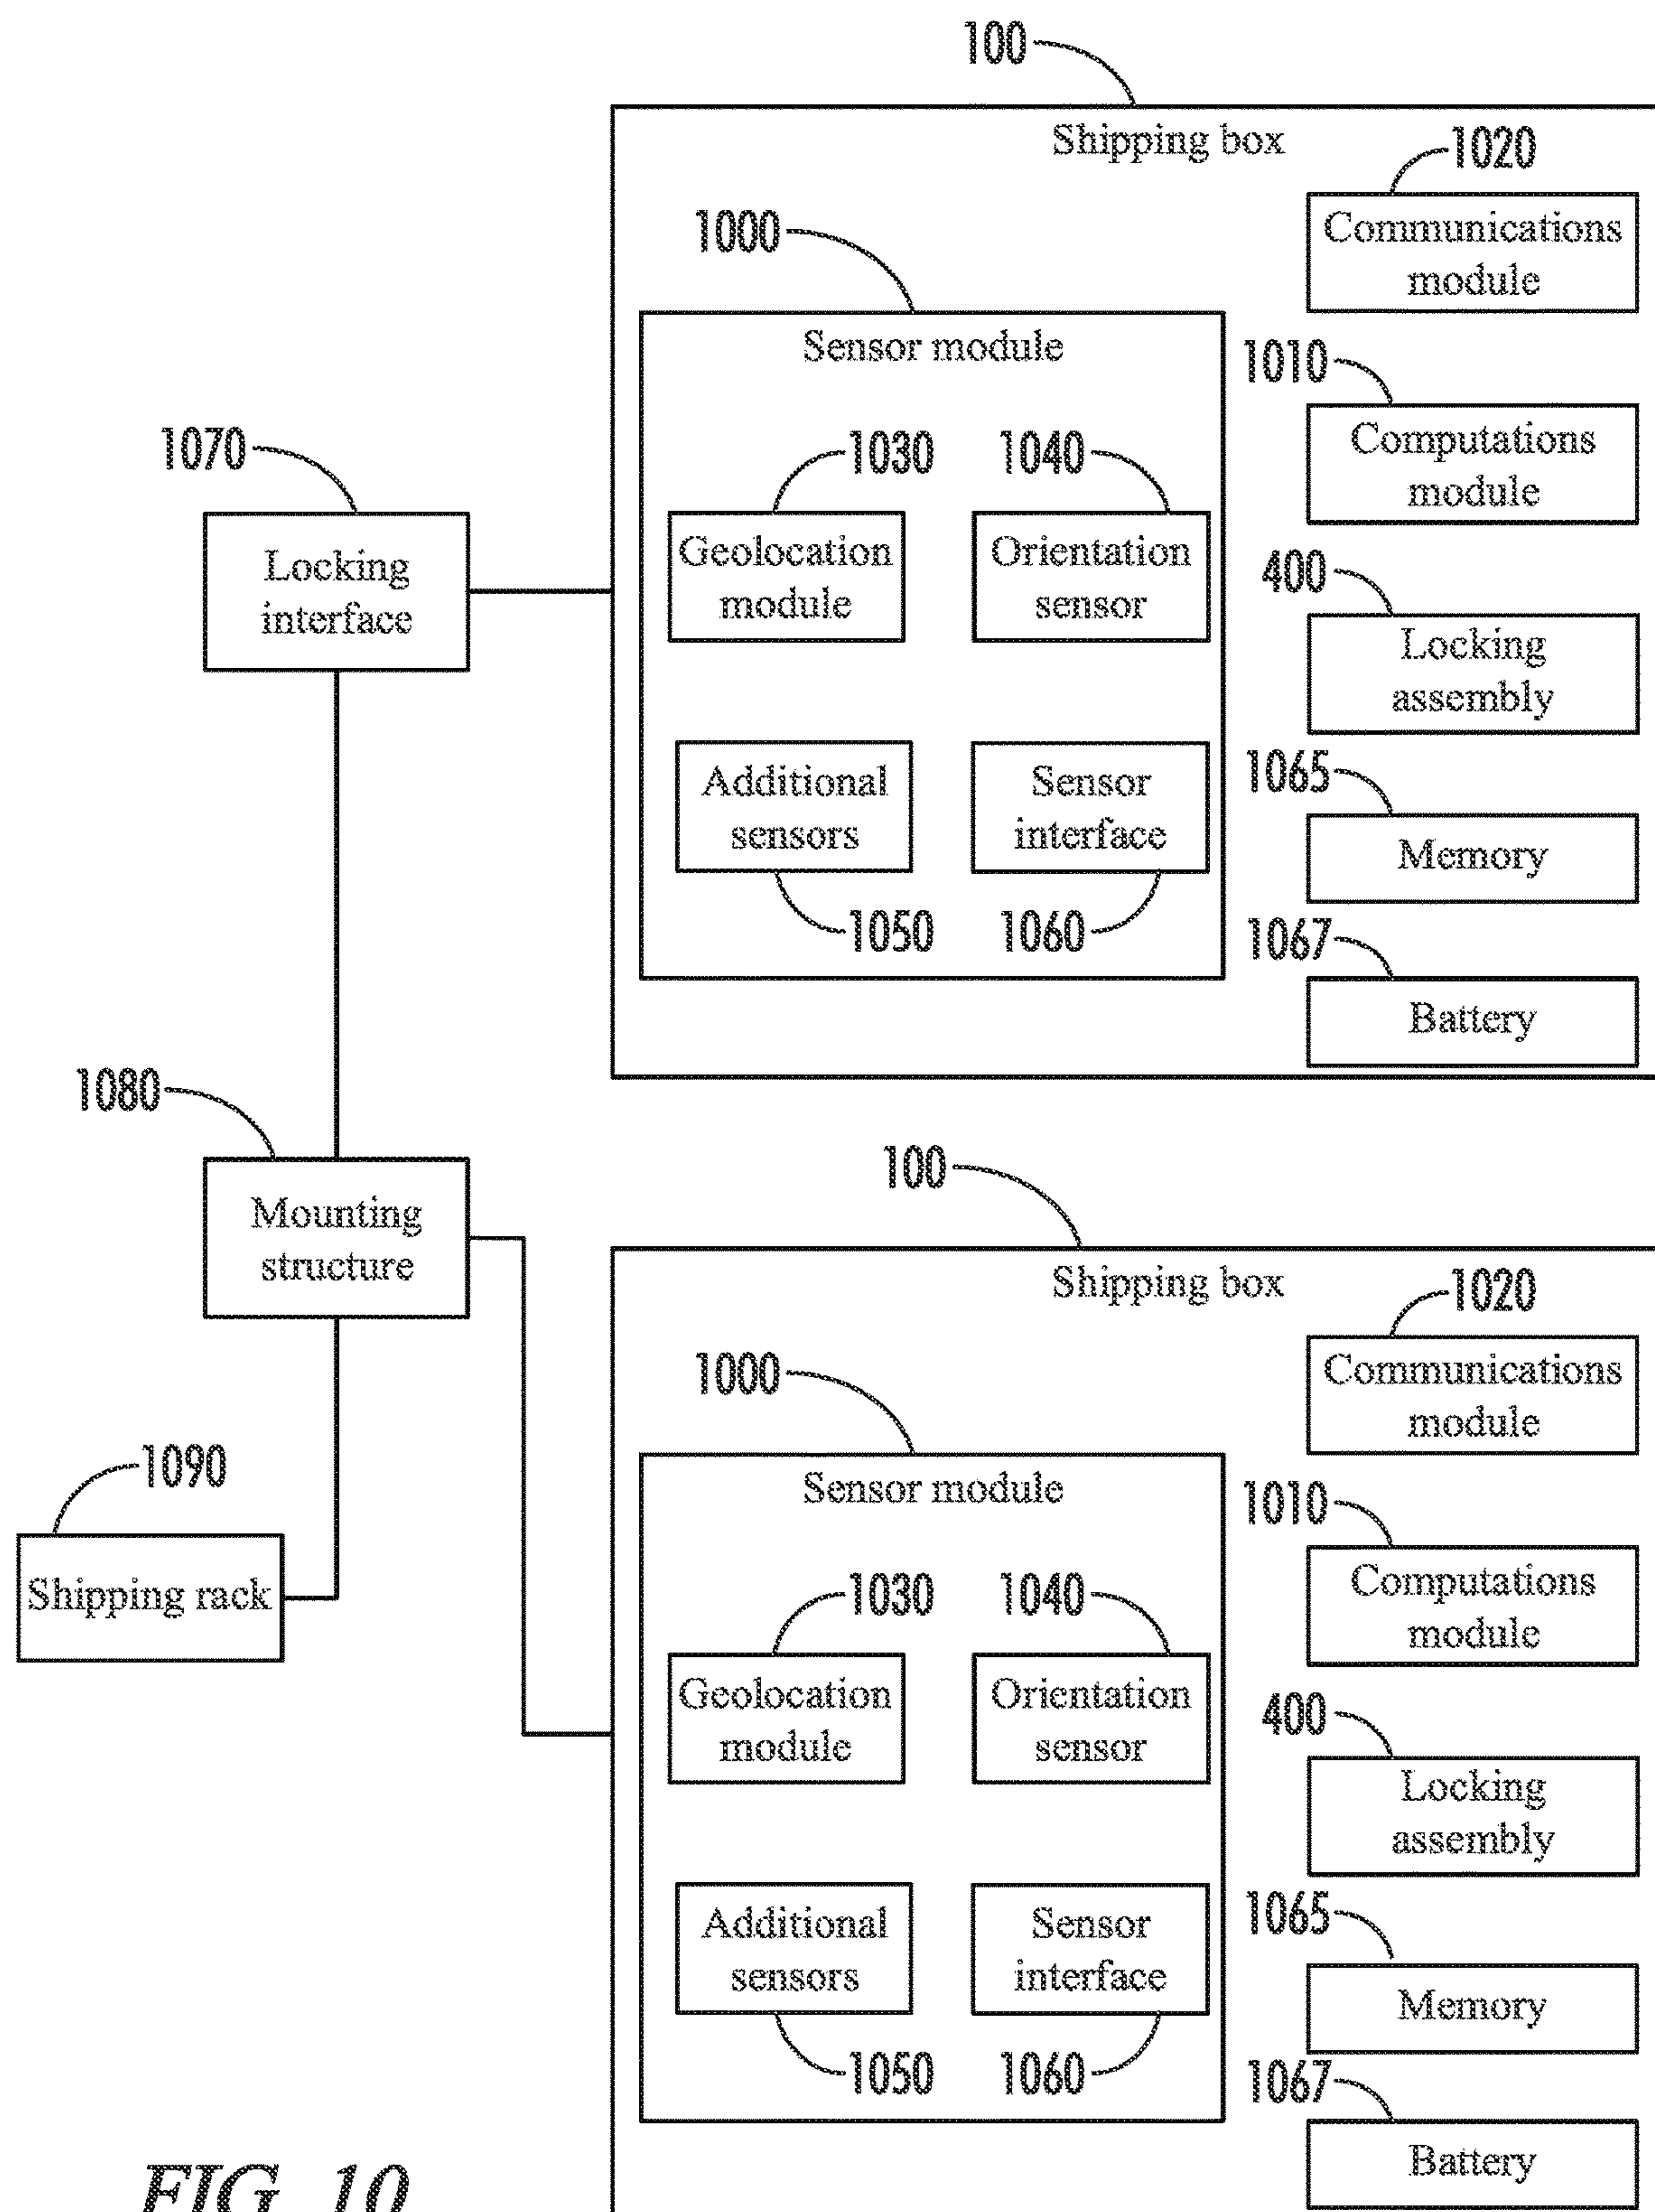 100
Shipping box
1020
Communications
module
1000
Sensor module
1010
Computations
module
1070
Locking
interface
1030
1040
Geolocation
module
Orientation
sensor
400
Locking
assembly
Additional
sensors
Sensor
interface
1065
Memory
1050
1060
1067
Battery
1080
Mounting
structure
100
Shipping box
1020
Communications
module
1000
Sensor module
1090
Shipping rack
1010
Computations
module
1030
1040
Geolocation
module
Orientation
sensor
400
Locking
assembly
Additional
sensors
Sensor
interface
1065
Memory
1050
1060
1067
Battery
FIG. 10